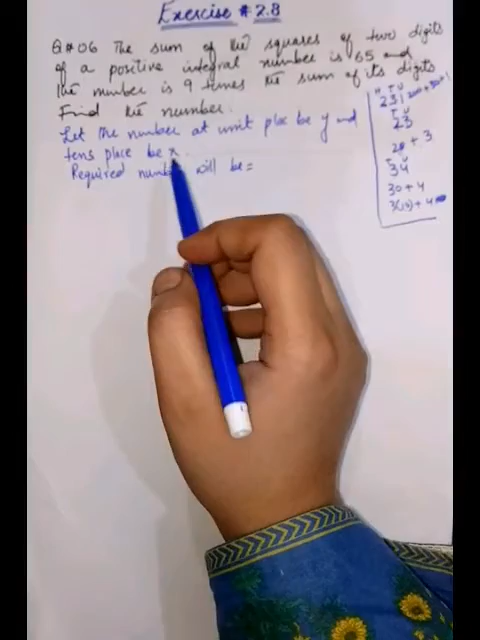 Exercise # 2.8
Q#06 The sum of the squares of two digits
of a positive integral number is 65 and
the number is 9 times the sum of its digits
Find the number.
Let the number at unit place be y and
tens place be x.
Required number will be =
H T U
231 200+30+1
T U
23
20 + 3
T U
34
30 + 4
3(10) + 4